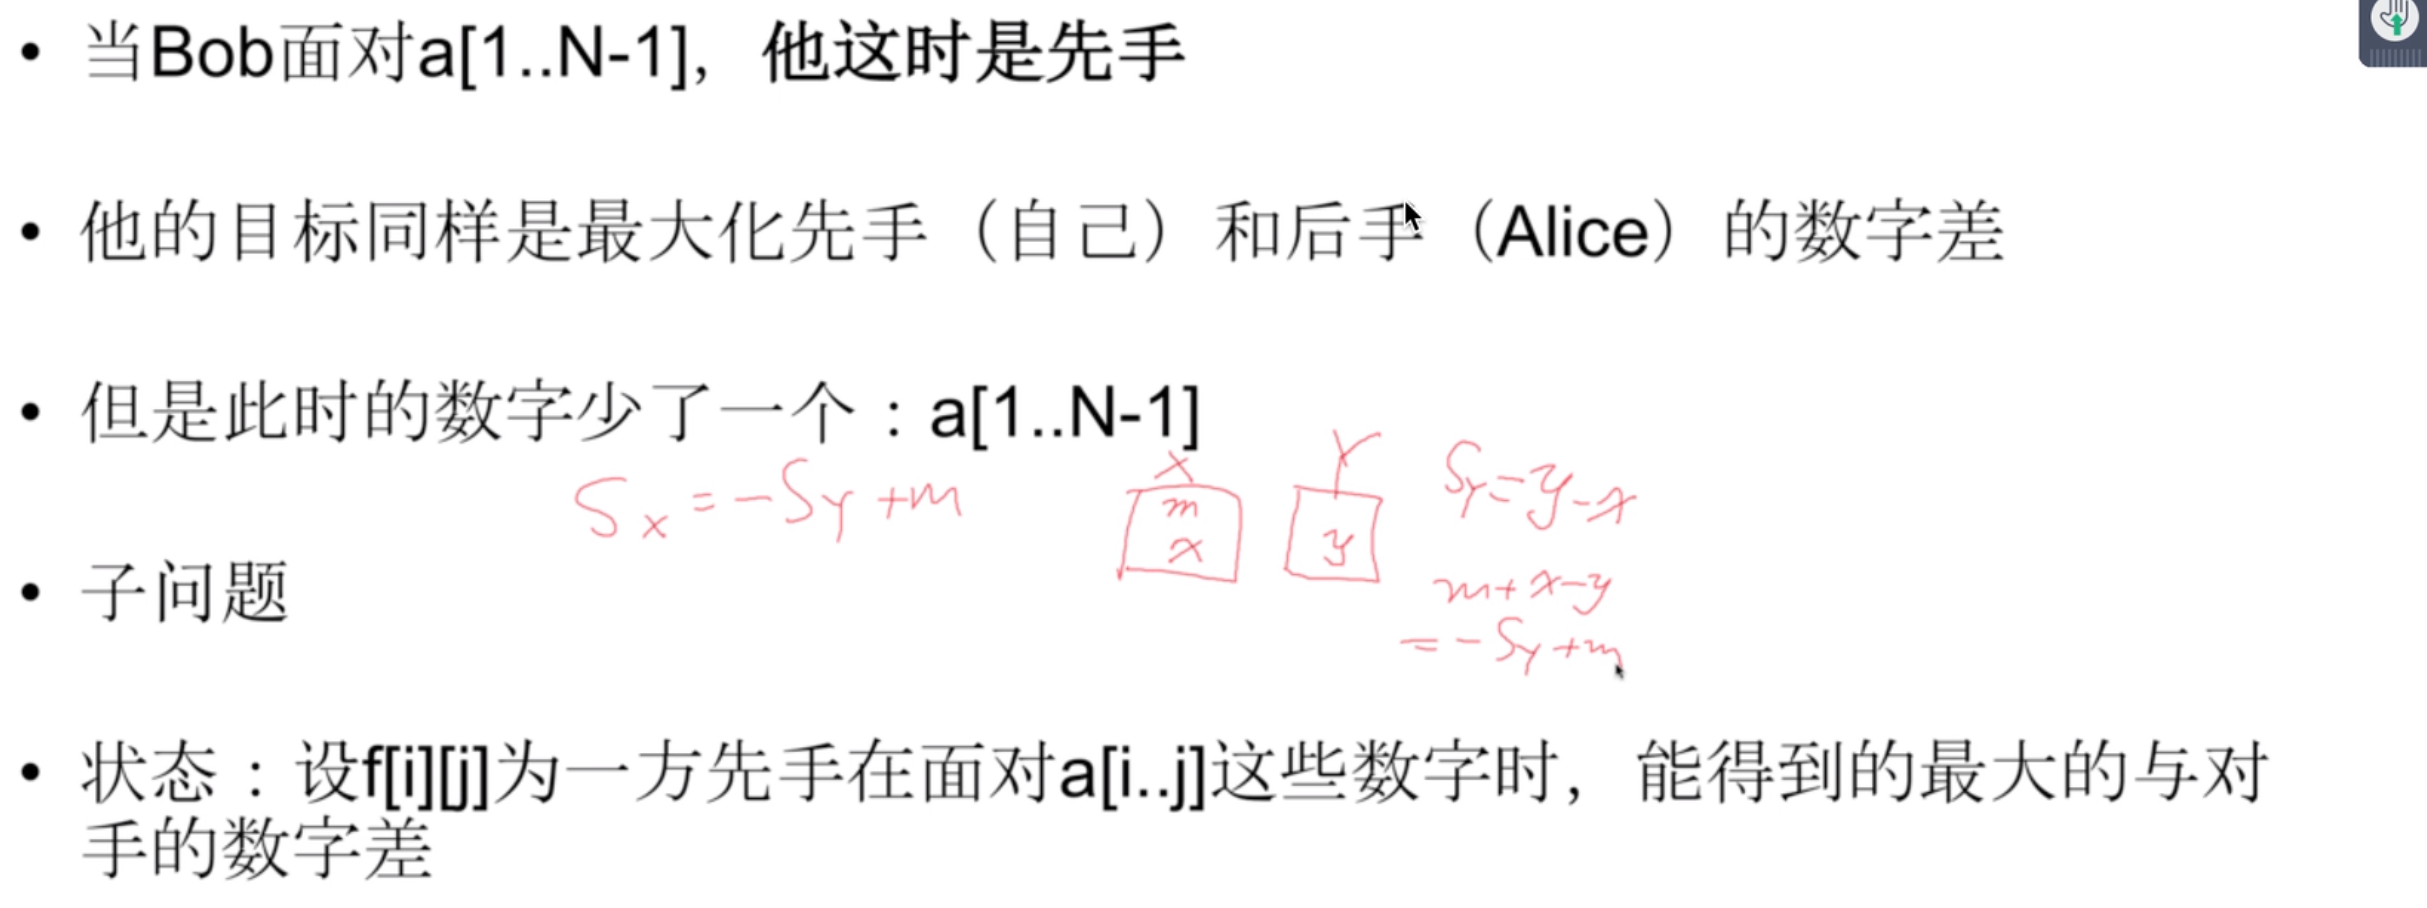 • 当Bob面对a[1..N-1]，他这时是先手
• 他的目标同样是最大化先手（自己）和后手（Alice）的数字差
• 但是此时的数字少了一个：a[1..N-1]
Sx = -Sy + m
X
m
x
Y
y
Sy = y - x
m + x - y
= -Sy + m
• 子问题
• 状态：设f[i][j]为一方先手在面对a[i..j]这些数字时，能得到的最大的与对
手的数字差